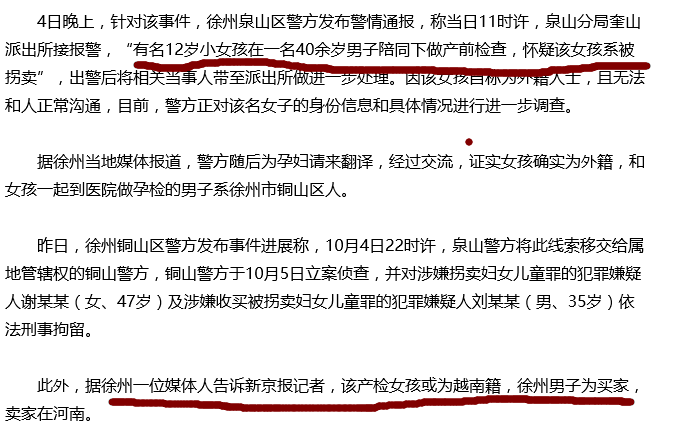 4日晚上，针对该事件，徐州泉山区警方发布警情通报，称当日11时许，泉山分局奎山
派出所接报警，“有名12岁小女孩在一名40余岁男子陪同下做产前检查，怀疑该女孩系被
拐卖”，出警后将相关当事人带至派出所做进一步处理。因该女孩自称为外籍人士，且无法
和人正常沟通，目前，警方正对该名女子的身份信息和具体情况进行进一步调查。
据徐州当地媒体报道，警方随后为孕妇请来翻译，经过交流，证实女孩确实为外籍，和
女孩一起到医院做孕检的男子系徐州市铜山区人。
昨日，徐州铜山区警方发布事件进展称，10月4日22时许，泉山警方将此线索移交给属
地管辖权的铜山警方，铜山警方于10月5日立案侦查，并对涉嫌拐卖妇女儿童罪的犯罪嫌疑
人谢某某（女、47岁）及涉嫌收买被拐卖妇女儿童罪的犯罪嫌疑人刘某某（男、35岁）依
法刑事拘留。
此外，据徐州一位媒体人告诉新京报记者，该产检女孩或为越南籍，徐州男子为买家，
卖家在河南。